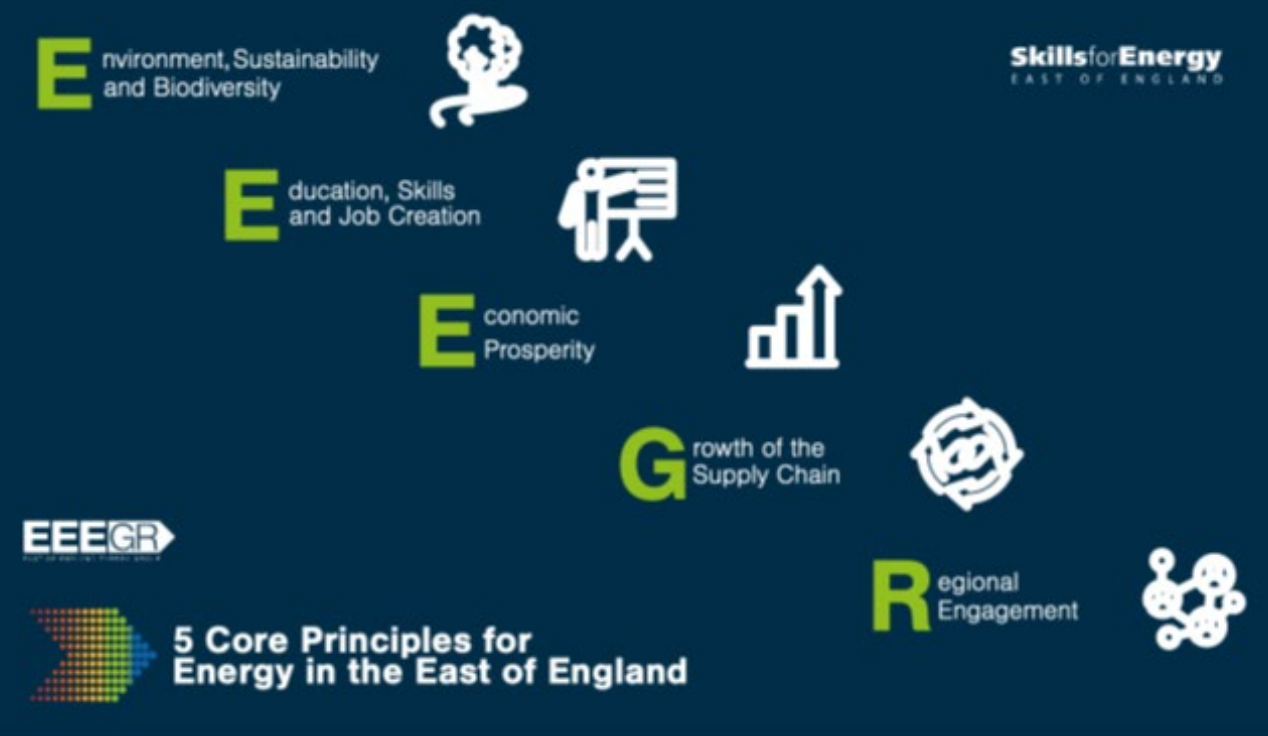 Environment, Sustainability
and Biodiversity
SkillsforEnergy
EAST OF ENGLAND
Education, Skills
and Job Creation
Economic
Prosperity
Growth of the
Supply Chain
EEEGR
Regional
Engagement
5 Core Principles for
Energy in the East of England